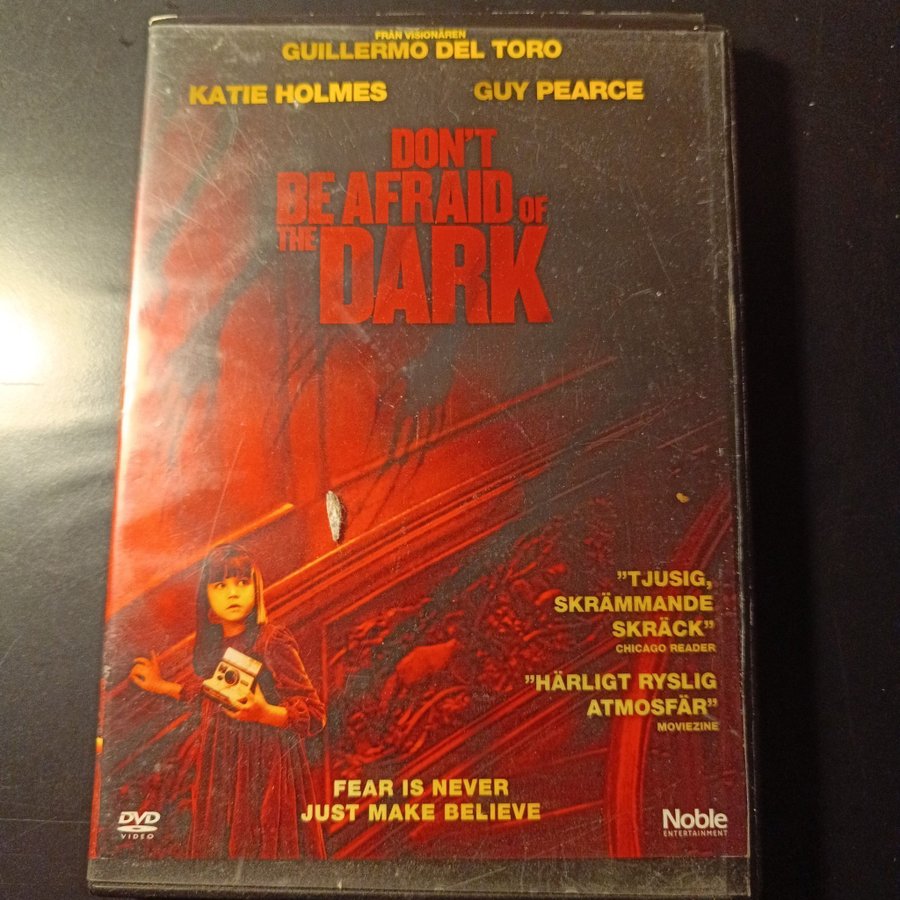 FRÅN VISIONÄREN
GUILLERMO DEL TORO
KATIE HOLMES GUY PEARCE
DON'T
BE AFRAID OF
THE DARK
"TJUSIG,
SKRÄMMANDE
SKRÄCK"
CHICAGO READER
"HÄRLIGT RYSLIG
ATMOSFÄR"
MOVIEZINE
FEAR IS NEVER
JUST MAKE BELIEVE
DVD
VIDEO
Noble
ENTERTAINMENT